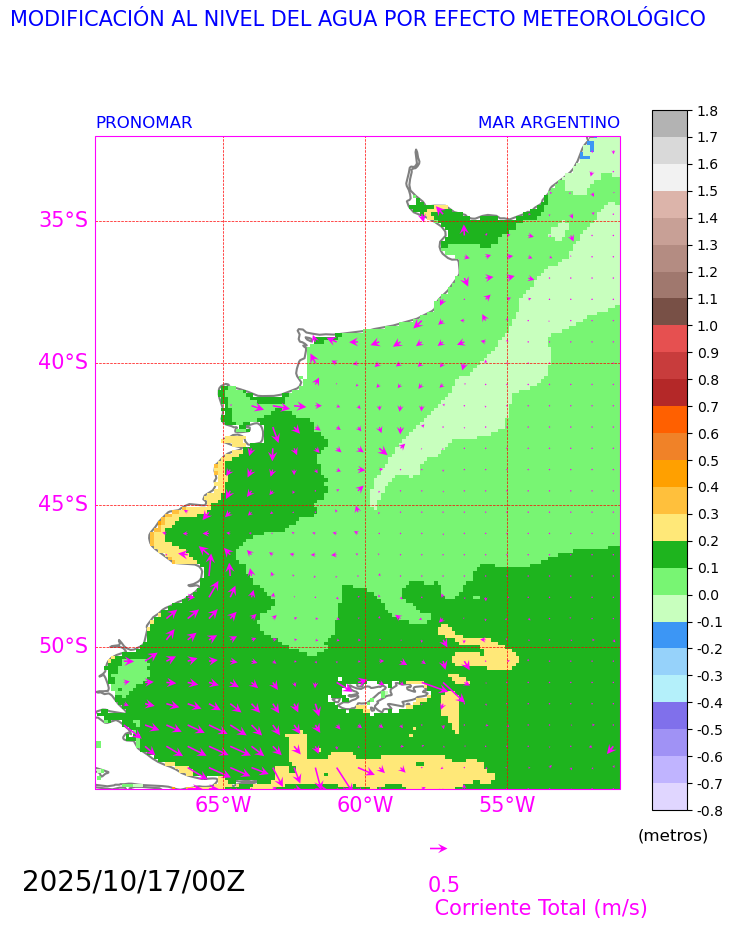 MODIFICACIÓN AL NIVEL DEL AGUA POR EFECTO METEOROLÓGICO
PRONOMAR
MAR ARGENTINO
35°S
40°S
45°S
50°S
65°W
60°W
55°W
1.8
1.7
1.6
1.5
1.4
1.3
1.2
1.1
1.0
0.9
0.8
0.7
0.6
0.5
0.4
0.3
0.2
0.1
0.0
-0.1
-0.2
-0.3
-0.4
-0.5
-0.6
-0.7
-0.8
(metros)
0.5
Corriente Total (m/s)
2025/10/17/00Z